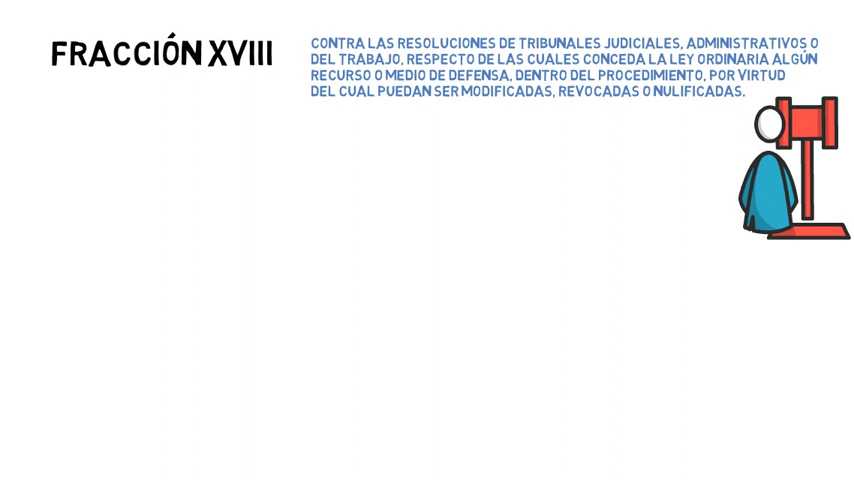 FRACCIÓN XVIII
CONTRA LAS RESOLUCIONES DE TRIBUNALES JUDICIALES, ADMINISTRATIVOS O
DEL TRABAJO, RESPECTO DE LAS CUALES CONCEDA LA LEY ORDINARIA ALGÚN
RECURSO O MEDIO DE DEFENSA, DENTRO DEL PROCEDIMIENTO, POR VIRTUD
DEL CUAL PUEDAN SER MODIFICADAS, REVOCADAS O NULIFICADAS.